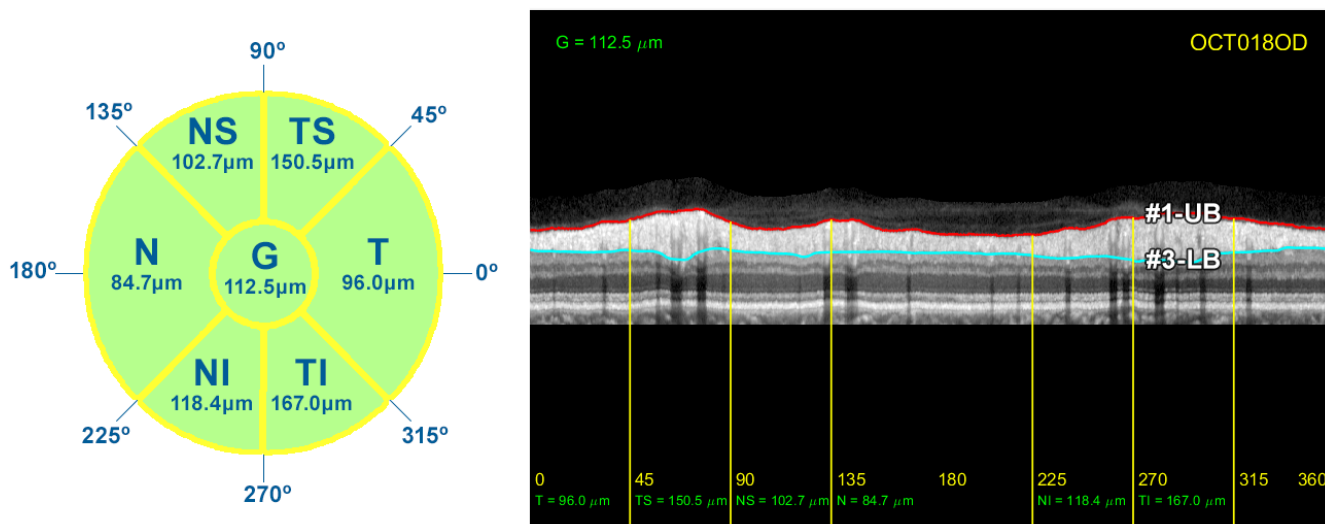 90º
135º
45º
NS
102.7µm
TS
150.5µm
180º
N
84.7µm
G
112.5µm
T
96.0µm
0º
NI
118.4µm
TI
167.0µm
225º
315º
270º
G = 112.5 µm
OCT018OD
#1-UB
#3-LB
0 45 90 135 180 225 270 315 360
T = 96.0 µm TS = 150.5 µm NS = 102.7 µm N = 84.7 µm NI = 118.4 µm TI = 167.0 µm